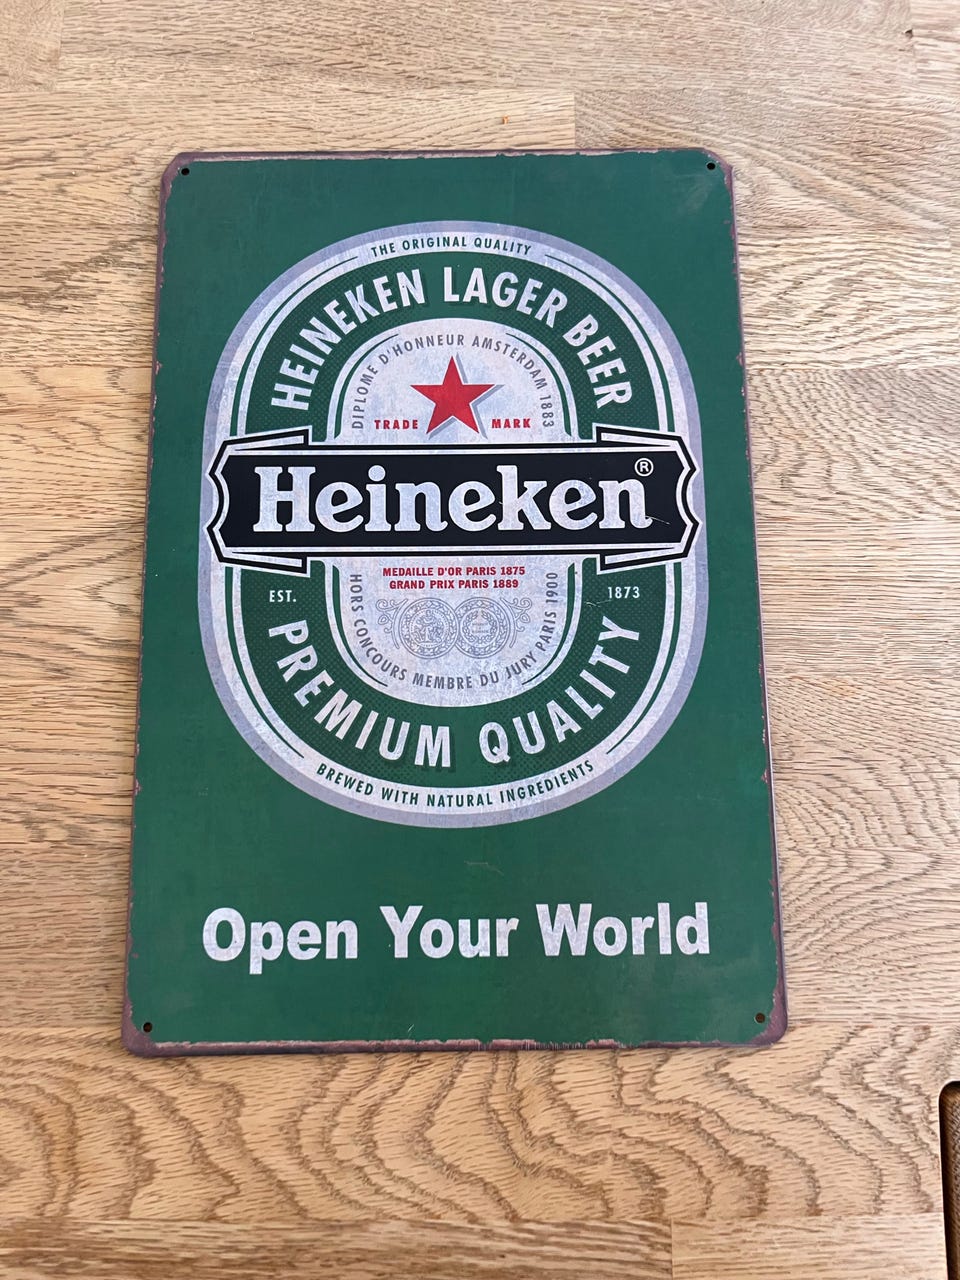 THE ORIGINAL QUALITY
HEINEKEN LAGER BEER
DIPLOME D'HONNEUR AMSTERDAM 1883
TRADE MARK
Heineken®
MEDAILLE D'OR PARIS 1875
GRAND PRIX PARIS 1889
EST. 1873
HORS CONCOURS MEMBRE DU JURY PARIS 1900
PREMIUM QUALITY
BREWED WITH NATURAL INGREDIENTS
Open Your World